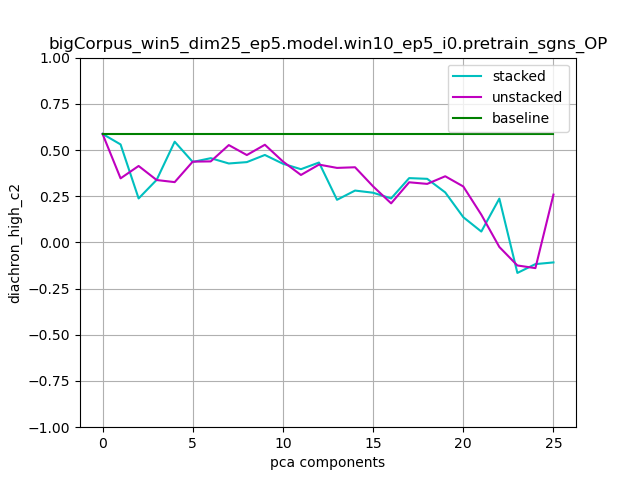 bigCorpus_win5_dim25_ep5.model.win10_ep5_i0.pretrain_sgns_OP
stacked
unstacked
baseline
diachron_high_c2
1.00
0.75
0.50
0.25
0.00
−0.25
−0.50
−0.75
−1.00
0 5 10 15 20 25
pca components